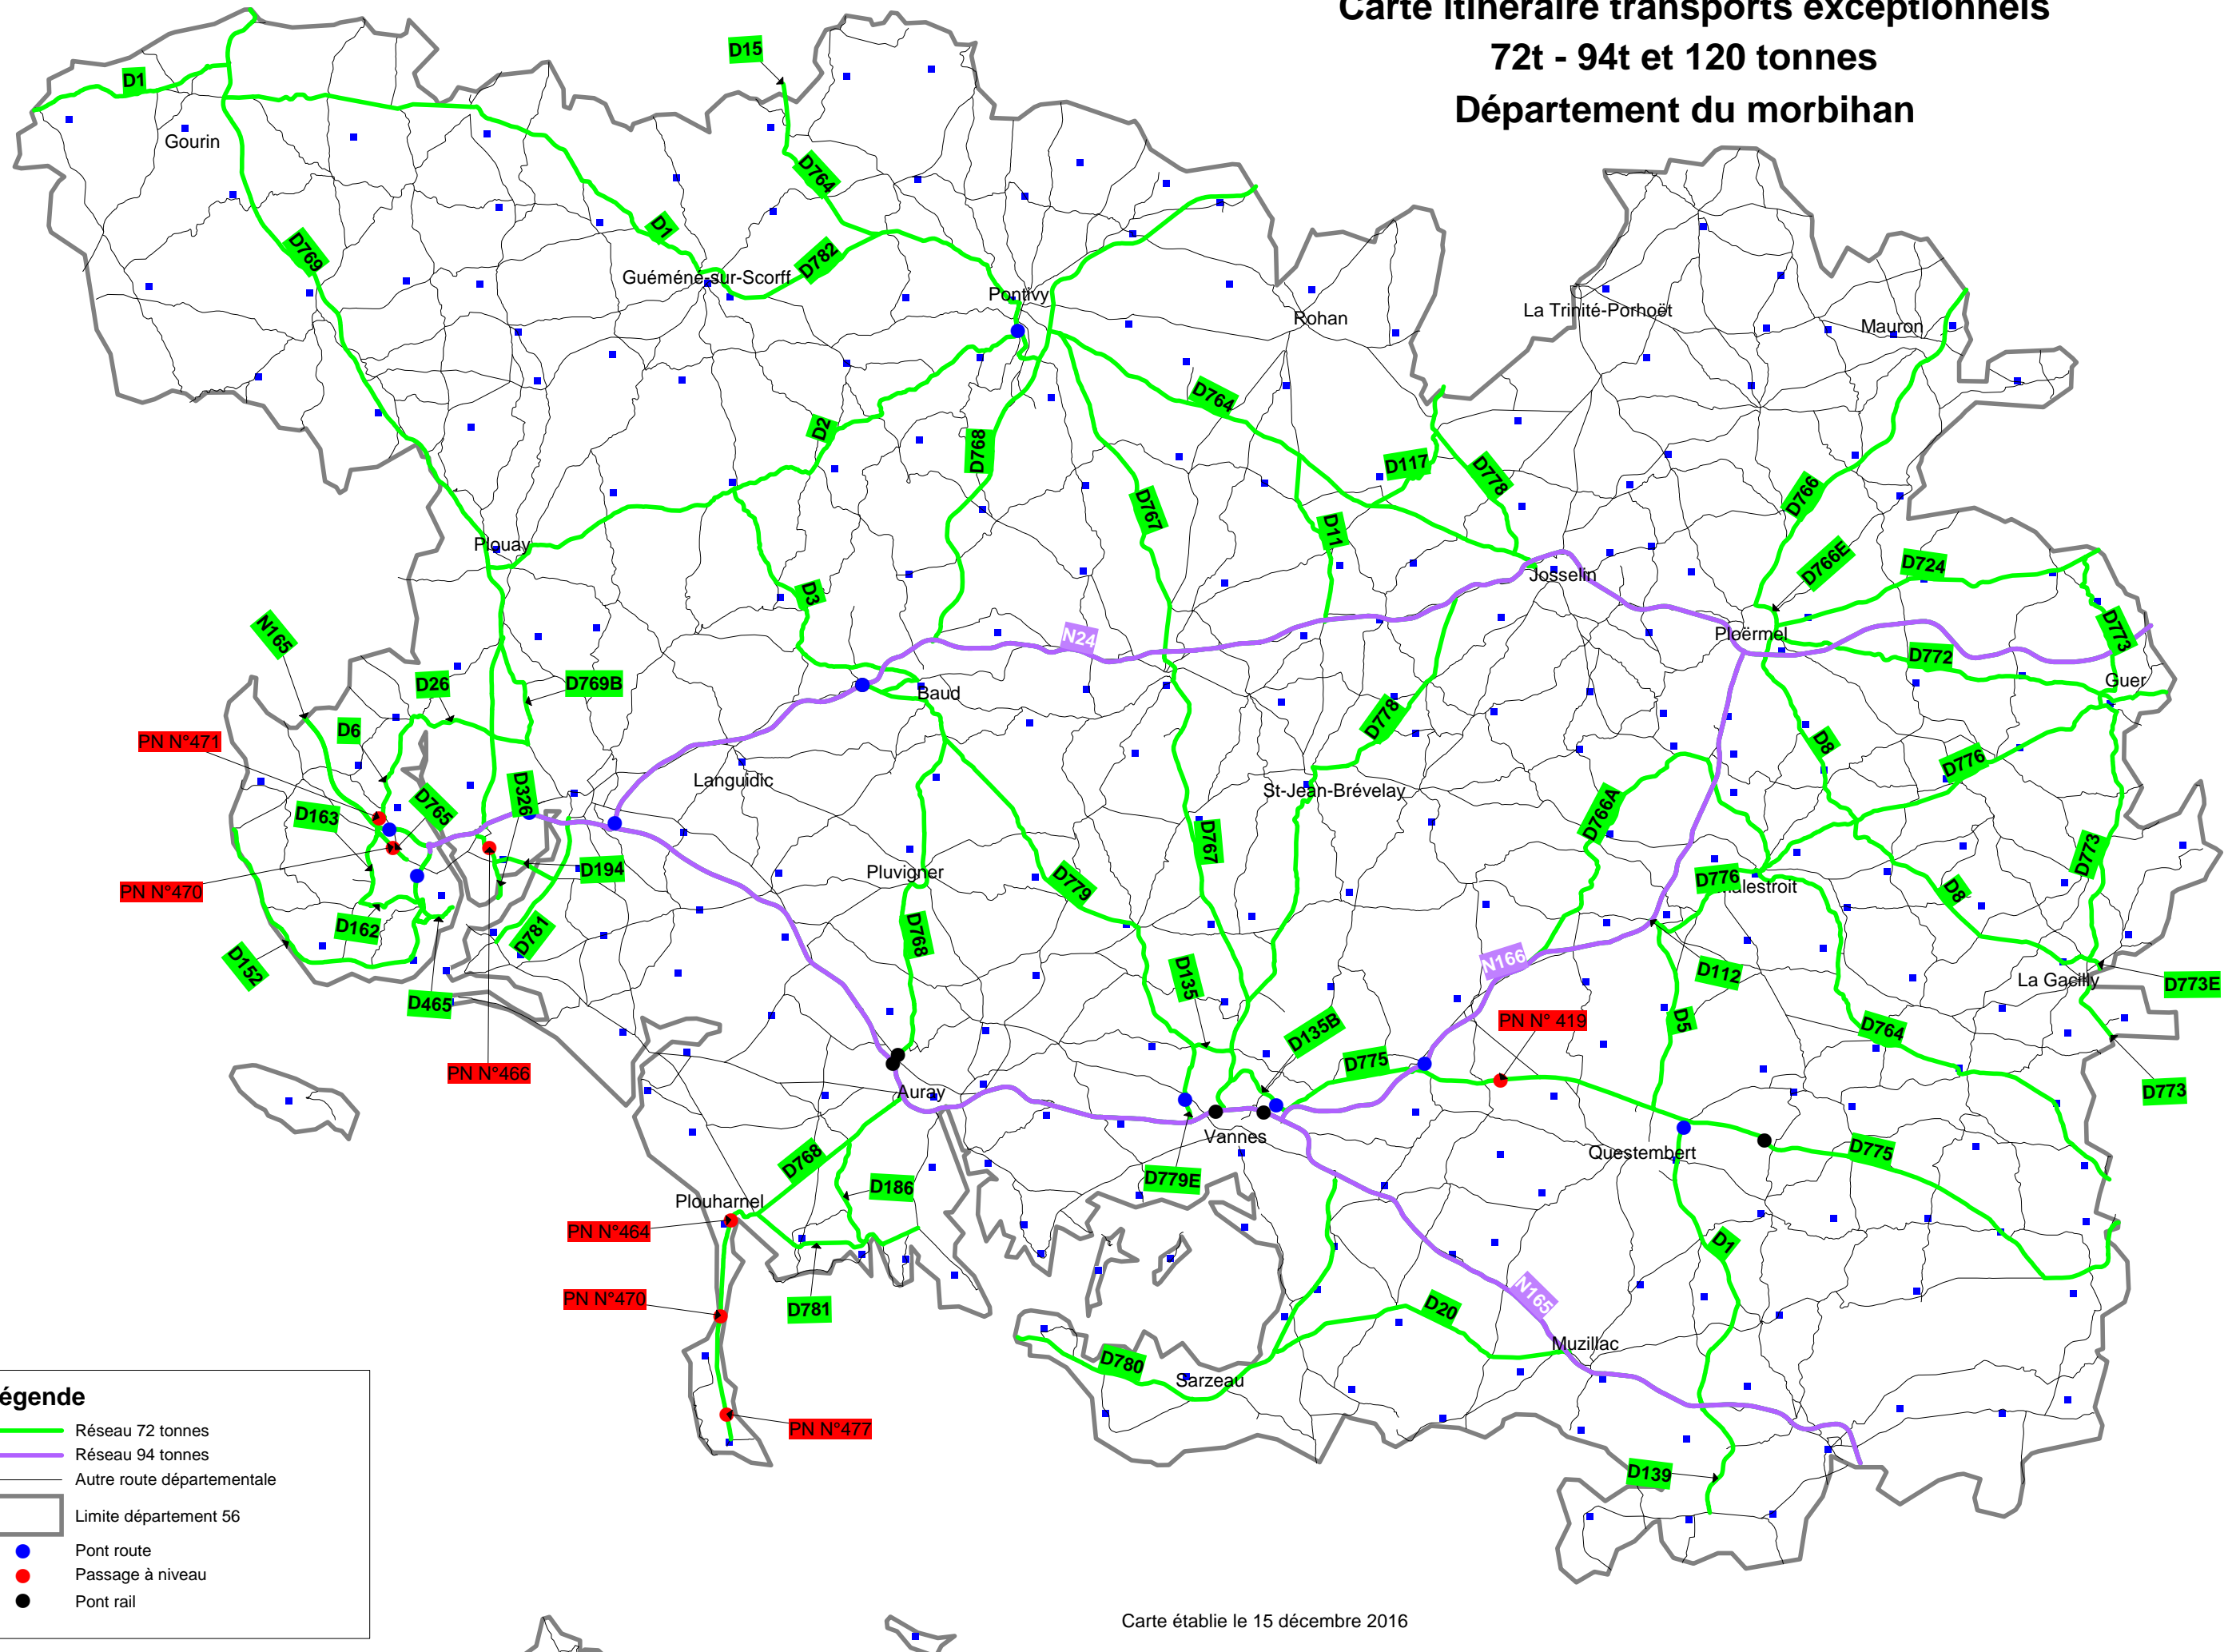 Carte itinéraire transports exceptionnels
72t - 94t et 120 tonnes
Département du morbihan
D15
D1
Gourin
D764
D1
D769
D782
Guéméné-sur-Scorff
Pontivy
Rohan
La Trinité-Porhoët
Mauron
D764
D2
D768
D117
D778
D766
D767
D11
Plouay
D766E
D724
Josselin
D3
N165
N24
Ploërmel
D773
D772
D26
D769B
Baud
Guer
D6
D778
D8
PN N°471
D776
Languidic
St-Jean-Brévelay
D326
D765
D163
D766A
D767
D773
Pluvigner
D194
D779
D776
alestroit
PN N°470
D8
D162
D781
D768
D152
N166
D135
D112
La Gacilly
D773E
D465
PN N° 419
D5
D764
D135B
D775
PN N°466
Auray
D773
Vannes
Questembert
D775
D768
D779E
D186
Plouharnel
PN N°464
D1
PN N°470
D781
N165
D20
Muzillac
D780
Sarzeau
PN N°477
D139
égende
Réseau 72 tonnes
Réseau 94 tonnes
Autre route départementale
Limite département 56
Pont route
Passage à niveau
Pont rail
Carte établie le 15 décembre 2016